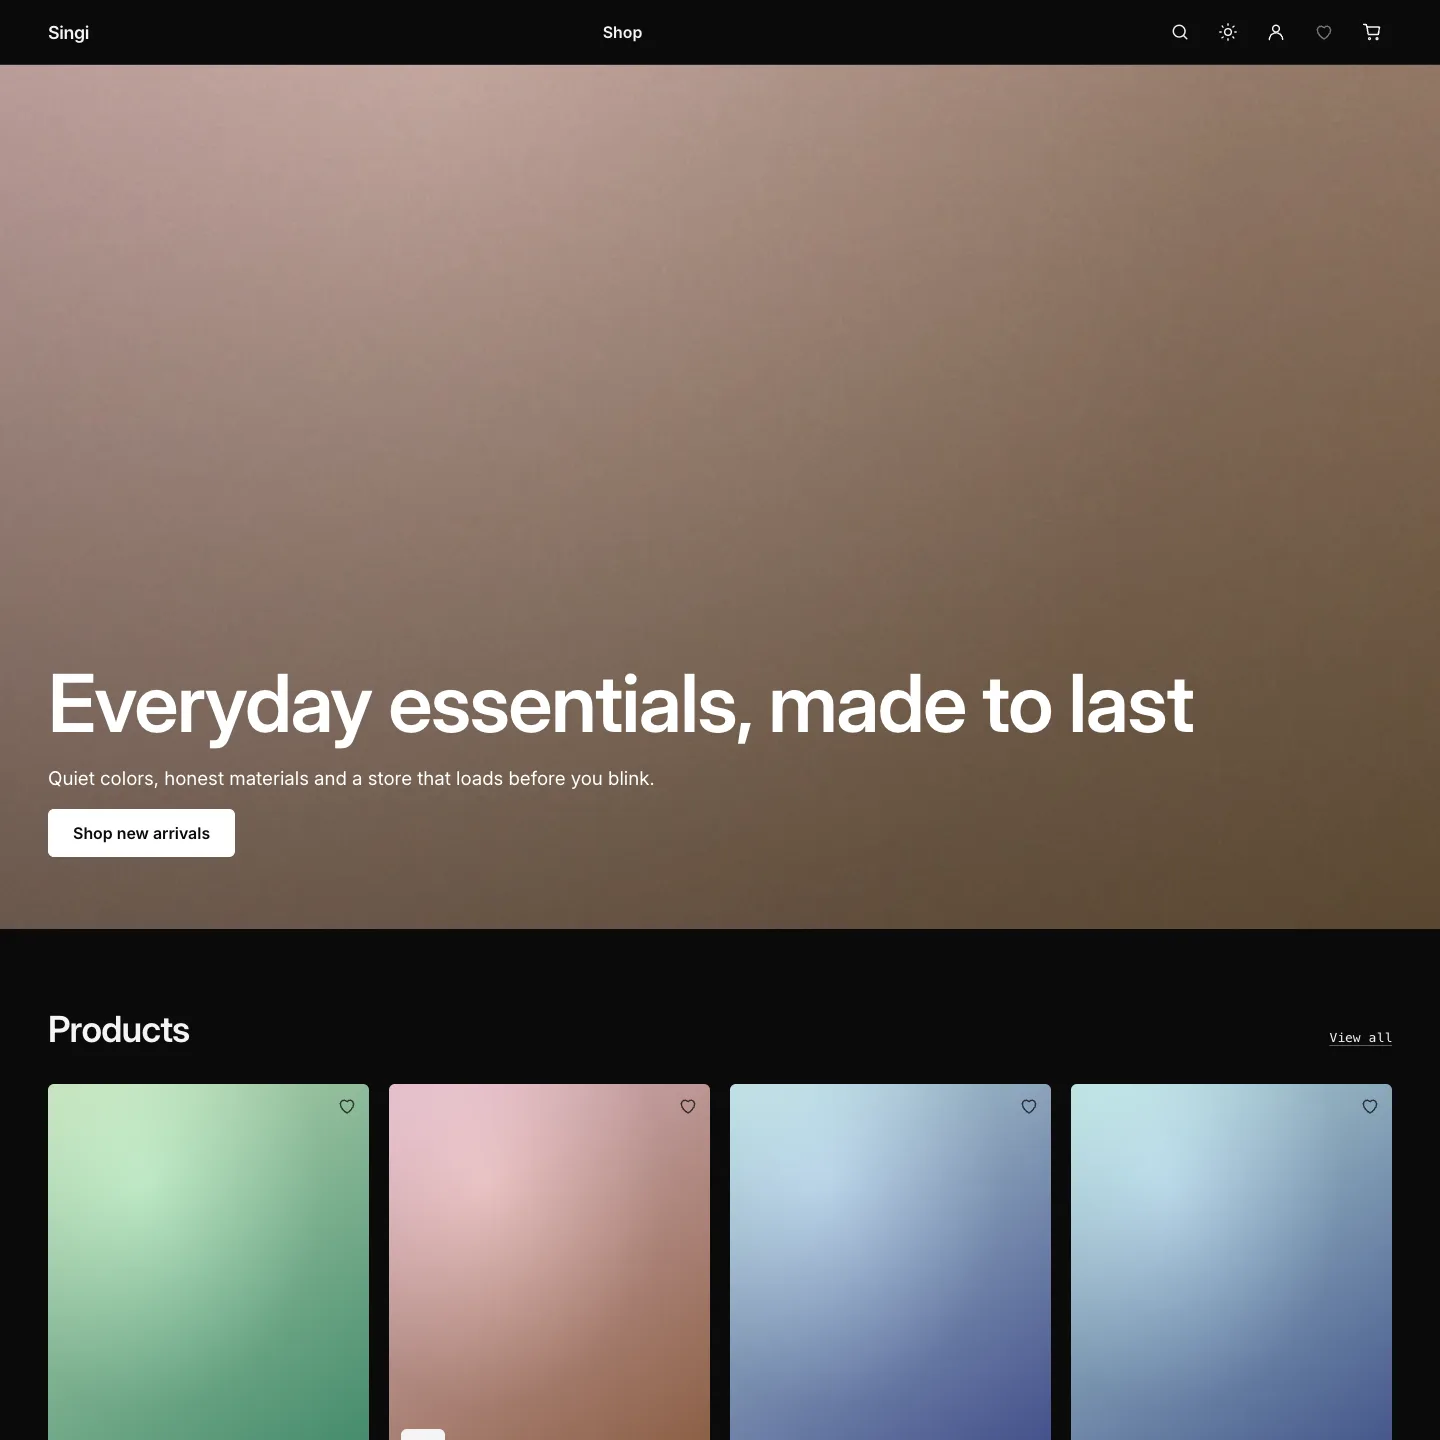 Singi
Shop
Everyday essentials, made to last
Quiet colors, honest materials and a store that loads before you blink.
Shop new arrivals
Products
View all